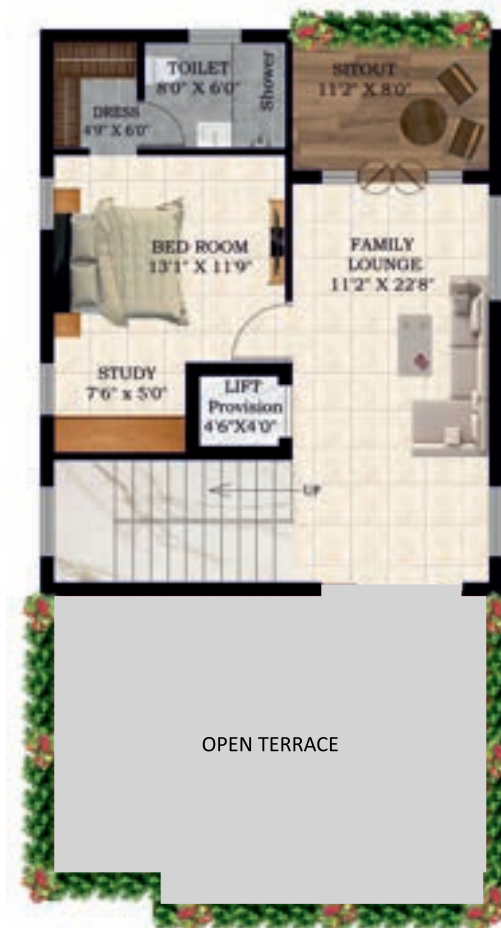 TOILET
8'0" X 6'0"
Shower
SITOUT
11'2" X 8'0"
DRESS
4'9" X 6'0"
BED ROOM
13'1" X 11'9"
FAMILY
LOUNGE
11'2" X 22'8"
STUDY
7'6" x 5'0"
LIFT
Provision
4'6"X4'0"
UP
OPEN TERRACE